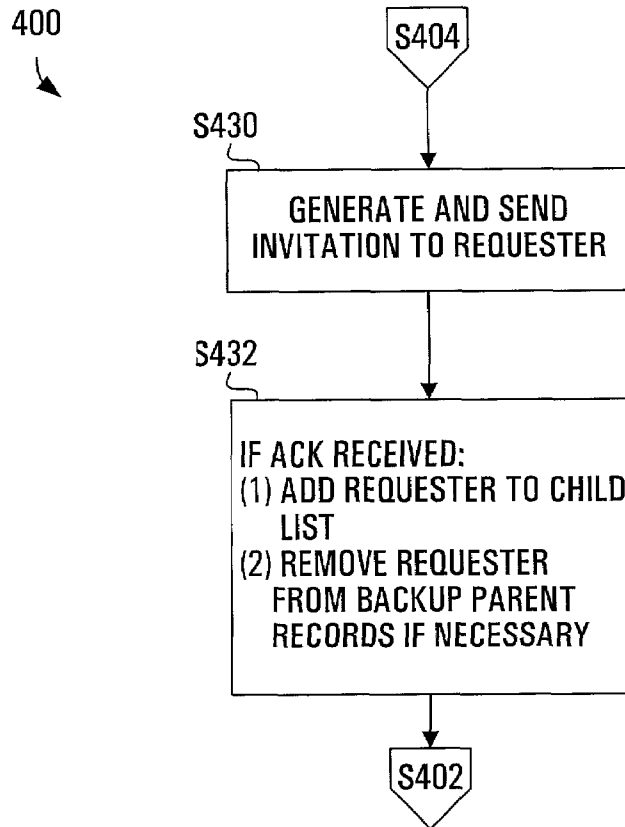 400
S404
S430
GENERATE AND SEND
INVITATION TO REQUESTER
S432
IF ACK RECEIVED:
(1) ADD REQUESTER TO CHILD
LIST
(2) REMOVE REQUESTER
FROM BACKUP PARENT
RECORDS IF NECESSARY
S402